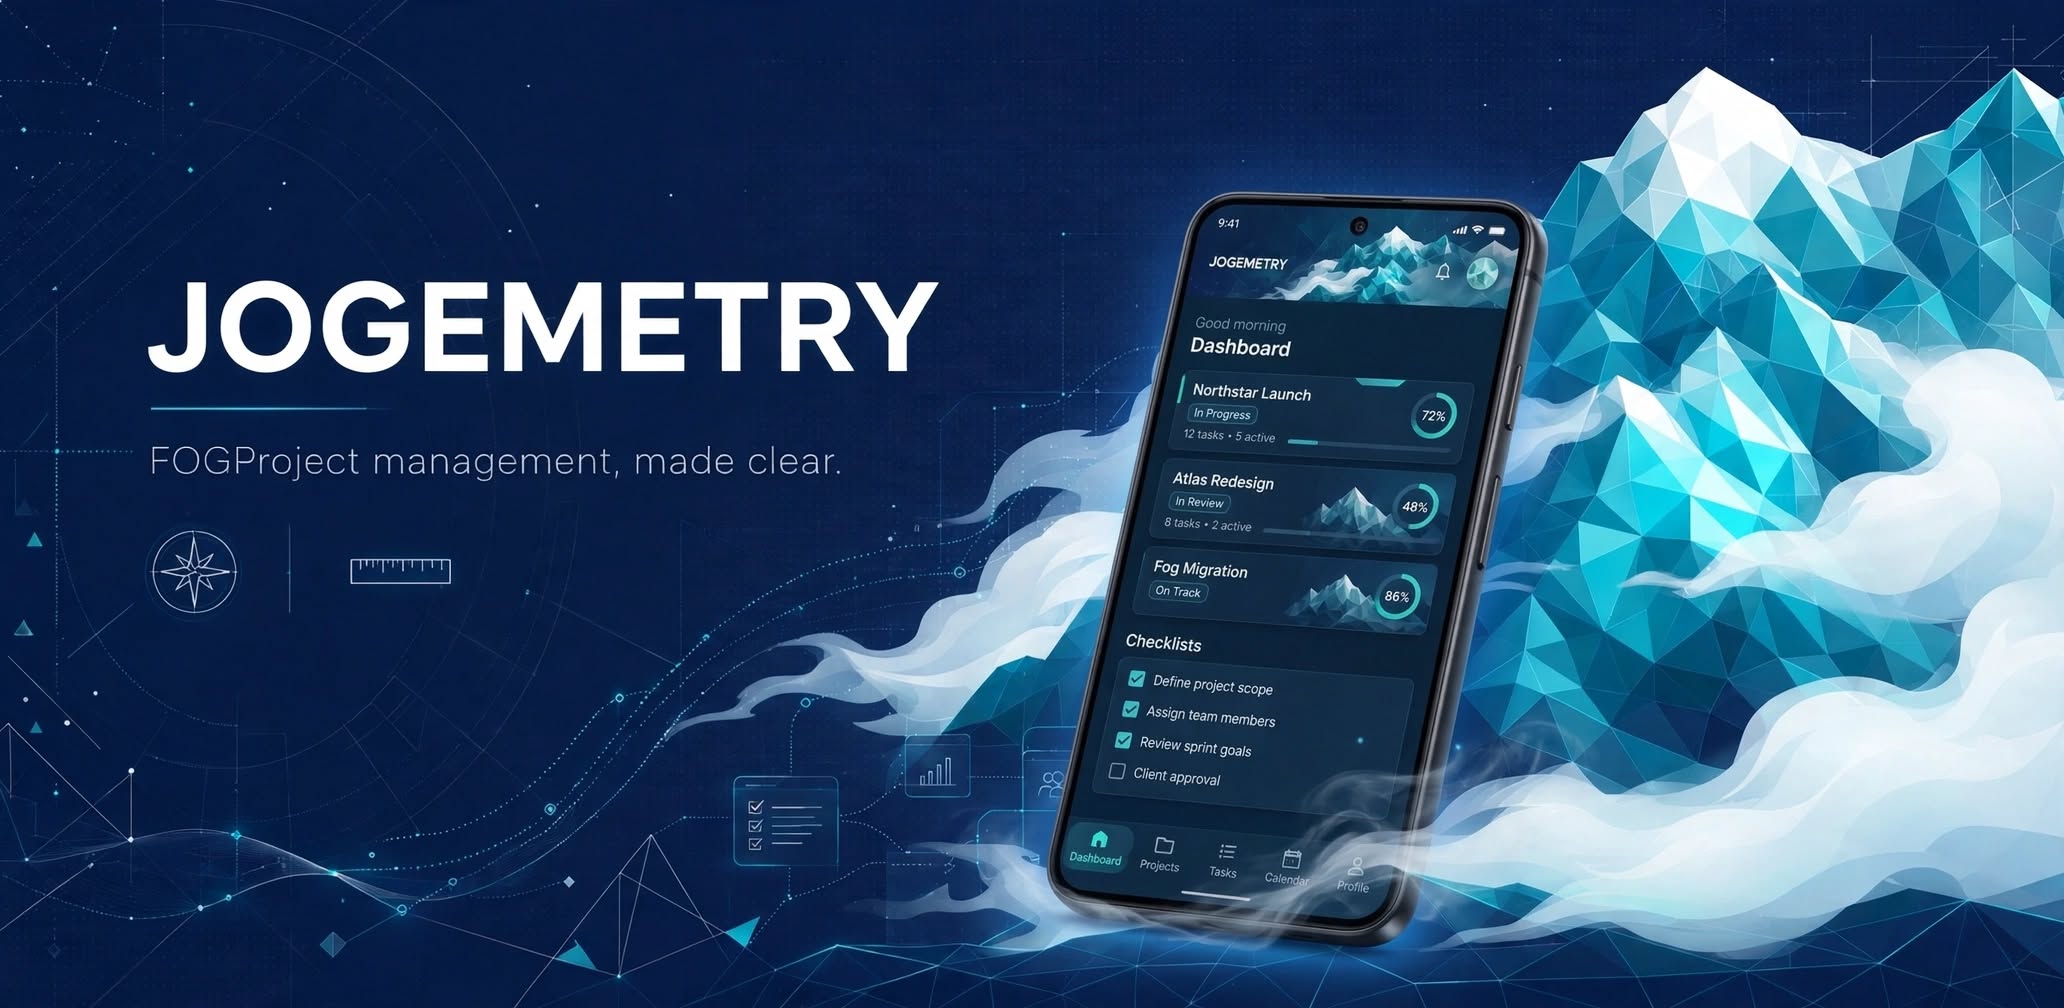 JOGEMETRY
FOGProject management, made clear.
9:41
JOGEMETRY
Good morning
Dashboard
Northstar Launch
In Progress
72%
12 tasks • 5 active
Atlas Redesign
In Review
48%
8 tasks • 2 active
Fog Migration
On Track
86%
Checklists
Define project scope
Assign team members
Review sprint goals
Client approval
Dashboard
Projects
Tasks
Calendar
Profile